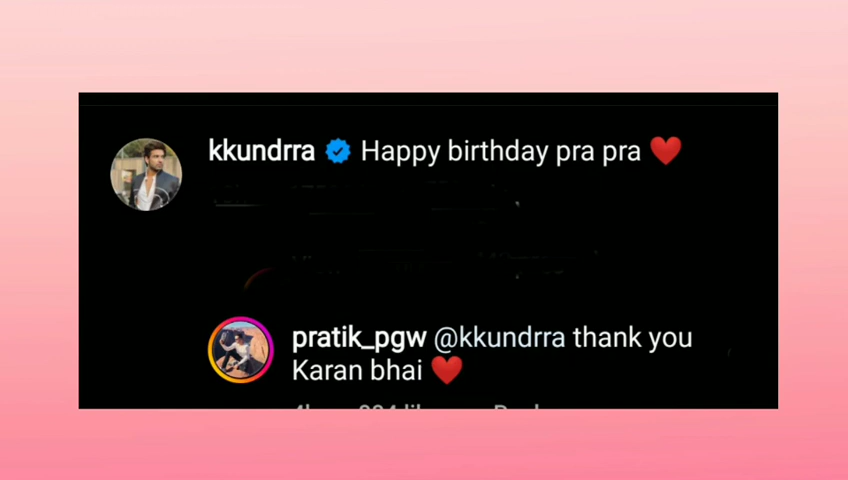 kkundrra Happy birthday pra pra ❤️
pratik_pgw @kkundrra thank you
Karan bhai ❤️